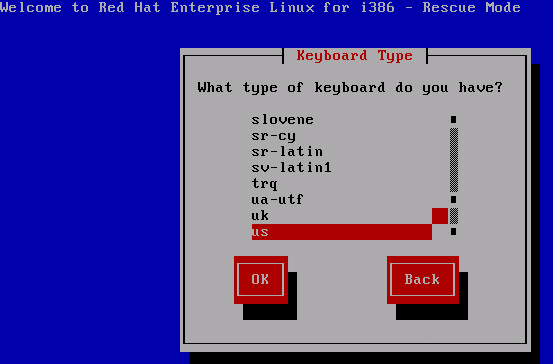 Welcome to Red Hat Enterprise Linux for i386 - Rescue Mode
Keyboard Type
What type of keyboard do you have?
slovene
sr-cy
sr-latin
sv-latin1
trq
ua-utf
uk
us
OK
Back